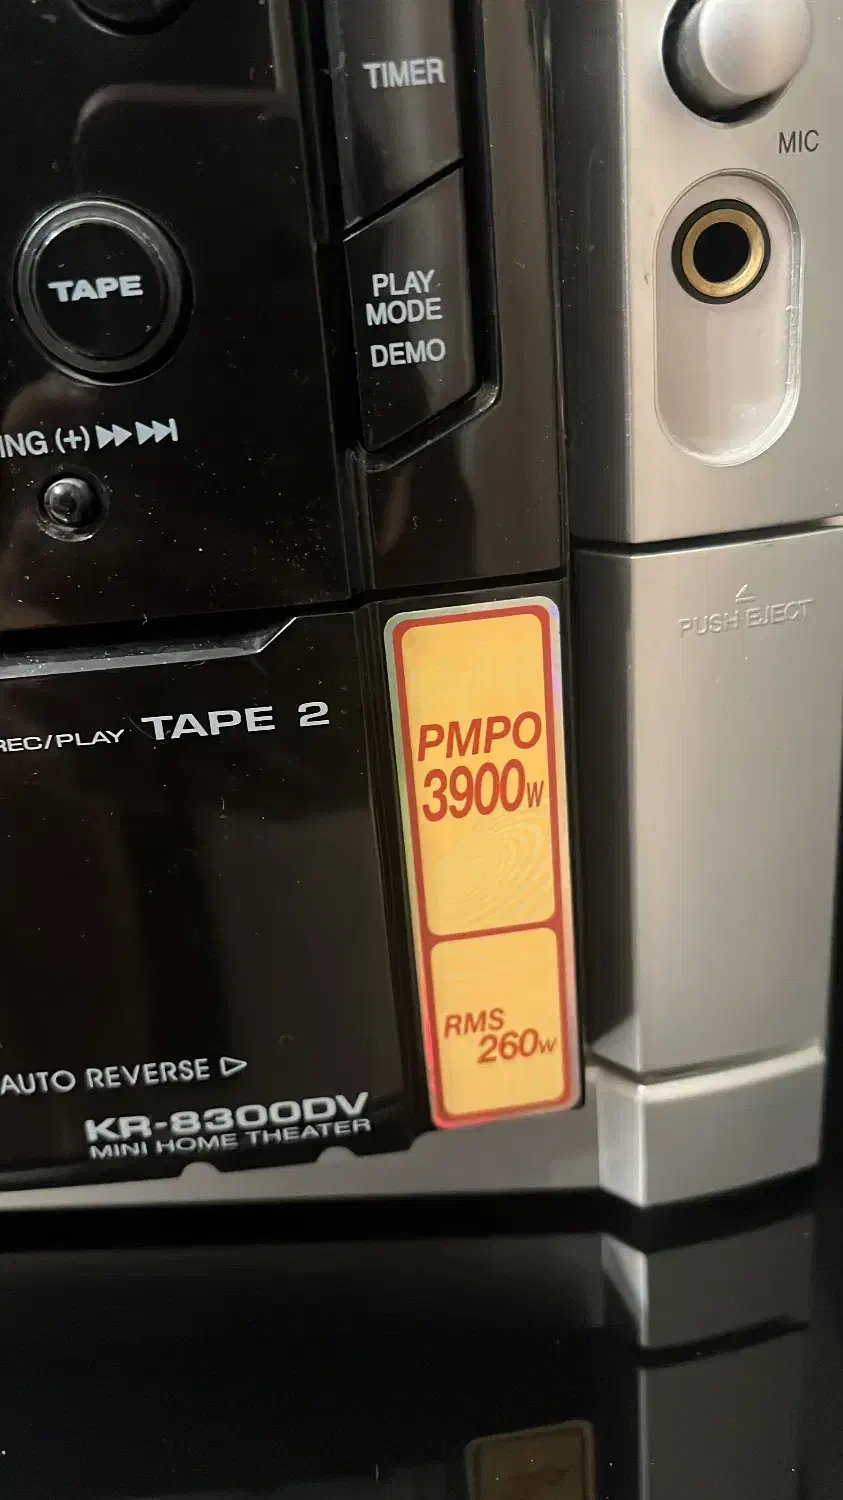 TIMER
MIC
TAPE
PLAY
MODE
DEMO
ING (+)
PUSH EJECT
REC/PLAY TAPE 2
PMPO
3900W
RMS
260W
AUTO REVERSE
KR-8300DV
MINI HOME THEATER